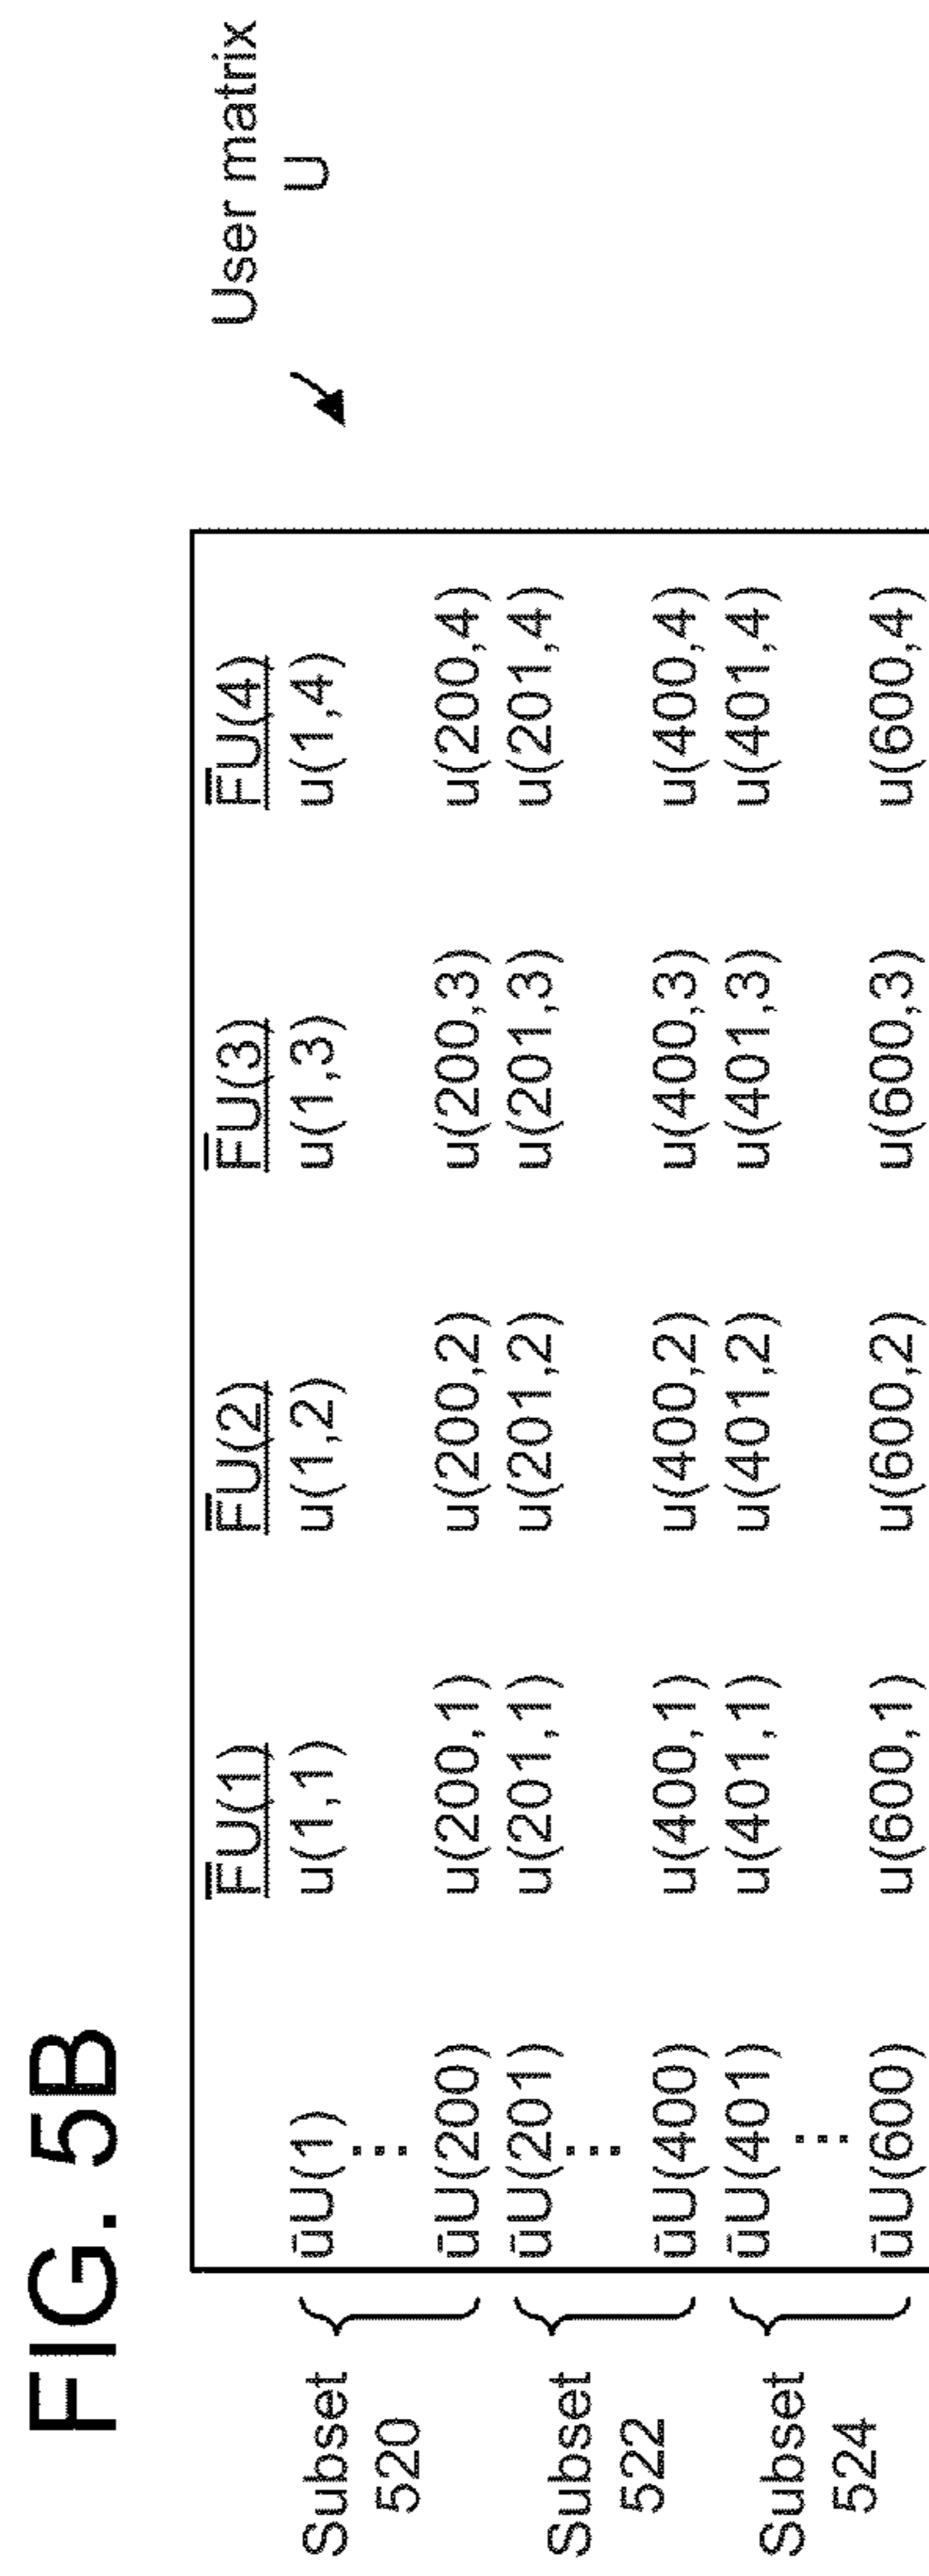 FIG. 5B
User matrix
U
F̅U(1) F̅U(2) F̅U(3) F̅U(4)
Subset
520
ūU(1) u(1,1) u(1,2) u(1,3) u(1,4)
⋮
ūU(200) u(200,1) u(200,2) u(200,3) u(200,4)
Subset
522
ūU(201) u(201,1) u(201,2) u(201,3) u(201,4)
⋮
ūU(400) u(400,1) u(400,2) u(400,3) u(400,4)
Subset
524
ūU(401) u(401,1) u(401,2) u(401,3) u(401,4)
⋮
ūU(600) u(600,1) u(600,2) u(600,3) u(600,4)